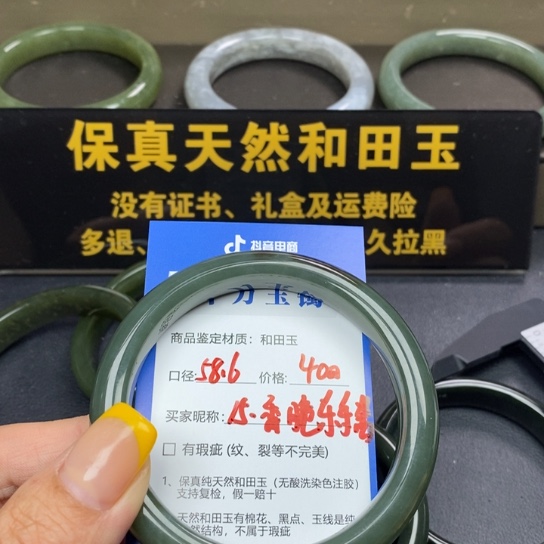 保真天然和田玉
没有证书、礼盒及运费险
多退、 久拉黑
抖音电商
商品鉴定材质：和田玉
口径：58.6 价格：400
买家昵称：
有瑕疵(纹、裂等不完美)
1、保真纯天然和田玉（无酸洗染色注胶）
支持复检，假一赔十
天然和田玉有棉花、黑点、玉线是纯
然结构，不属于瑕疵